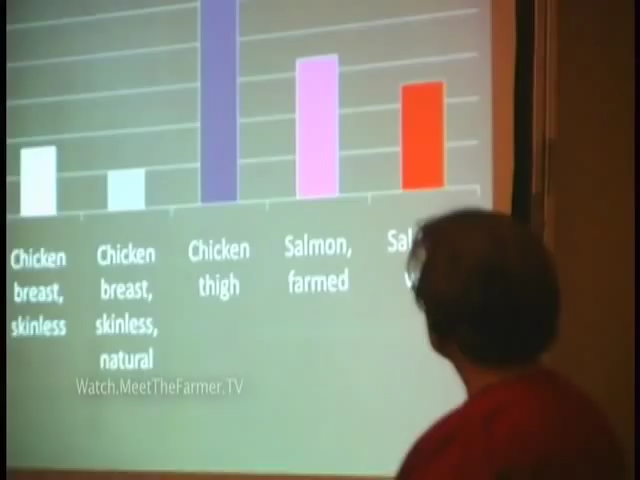 Chicken
breast,
skinless
Chicken
breast,
skinless,
natural
Chicken
thigh
Salmon,
farmed
Watch.MeetTheFarmer.TV